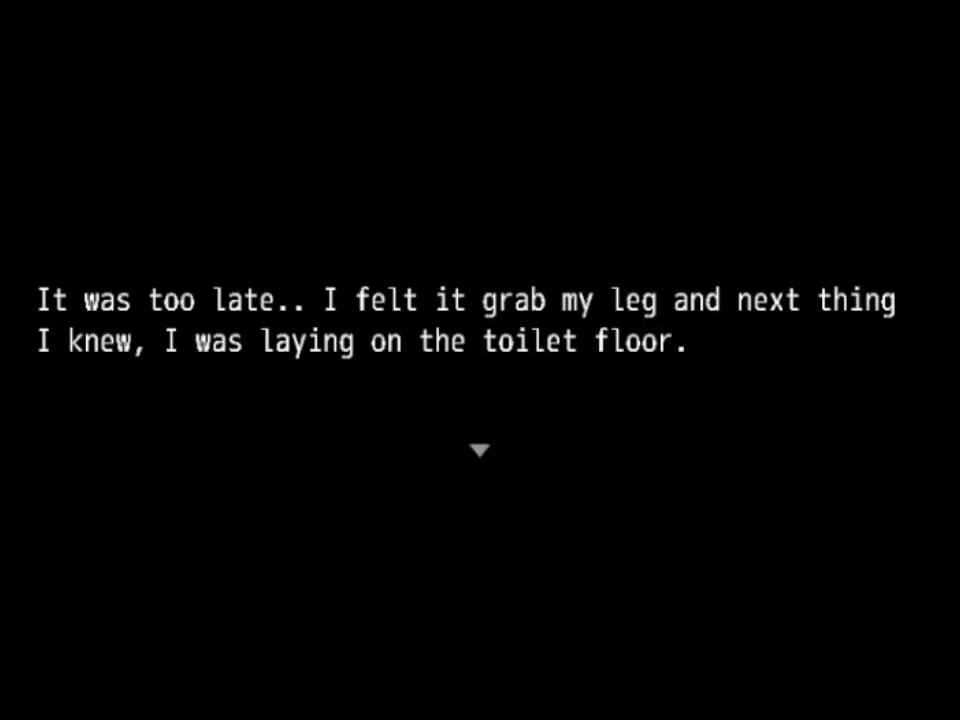 It was too late.. I felt it grab my leg and next thing
I knew, I was laying on the toilet floor.